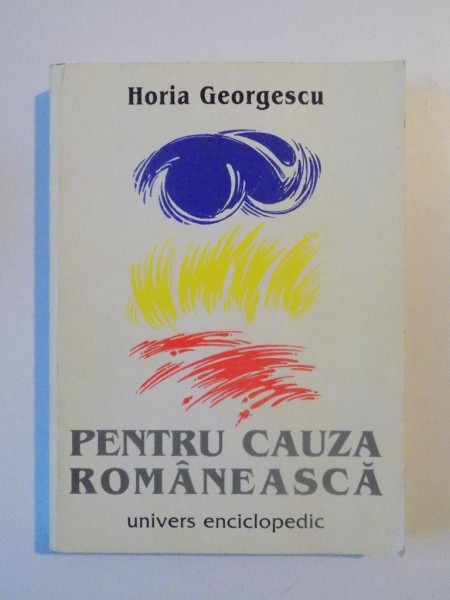 Horia Georgescu
PENTRU CAUZA
ROMÂNEASCĂ
univers enciclopedic